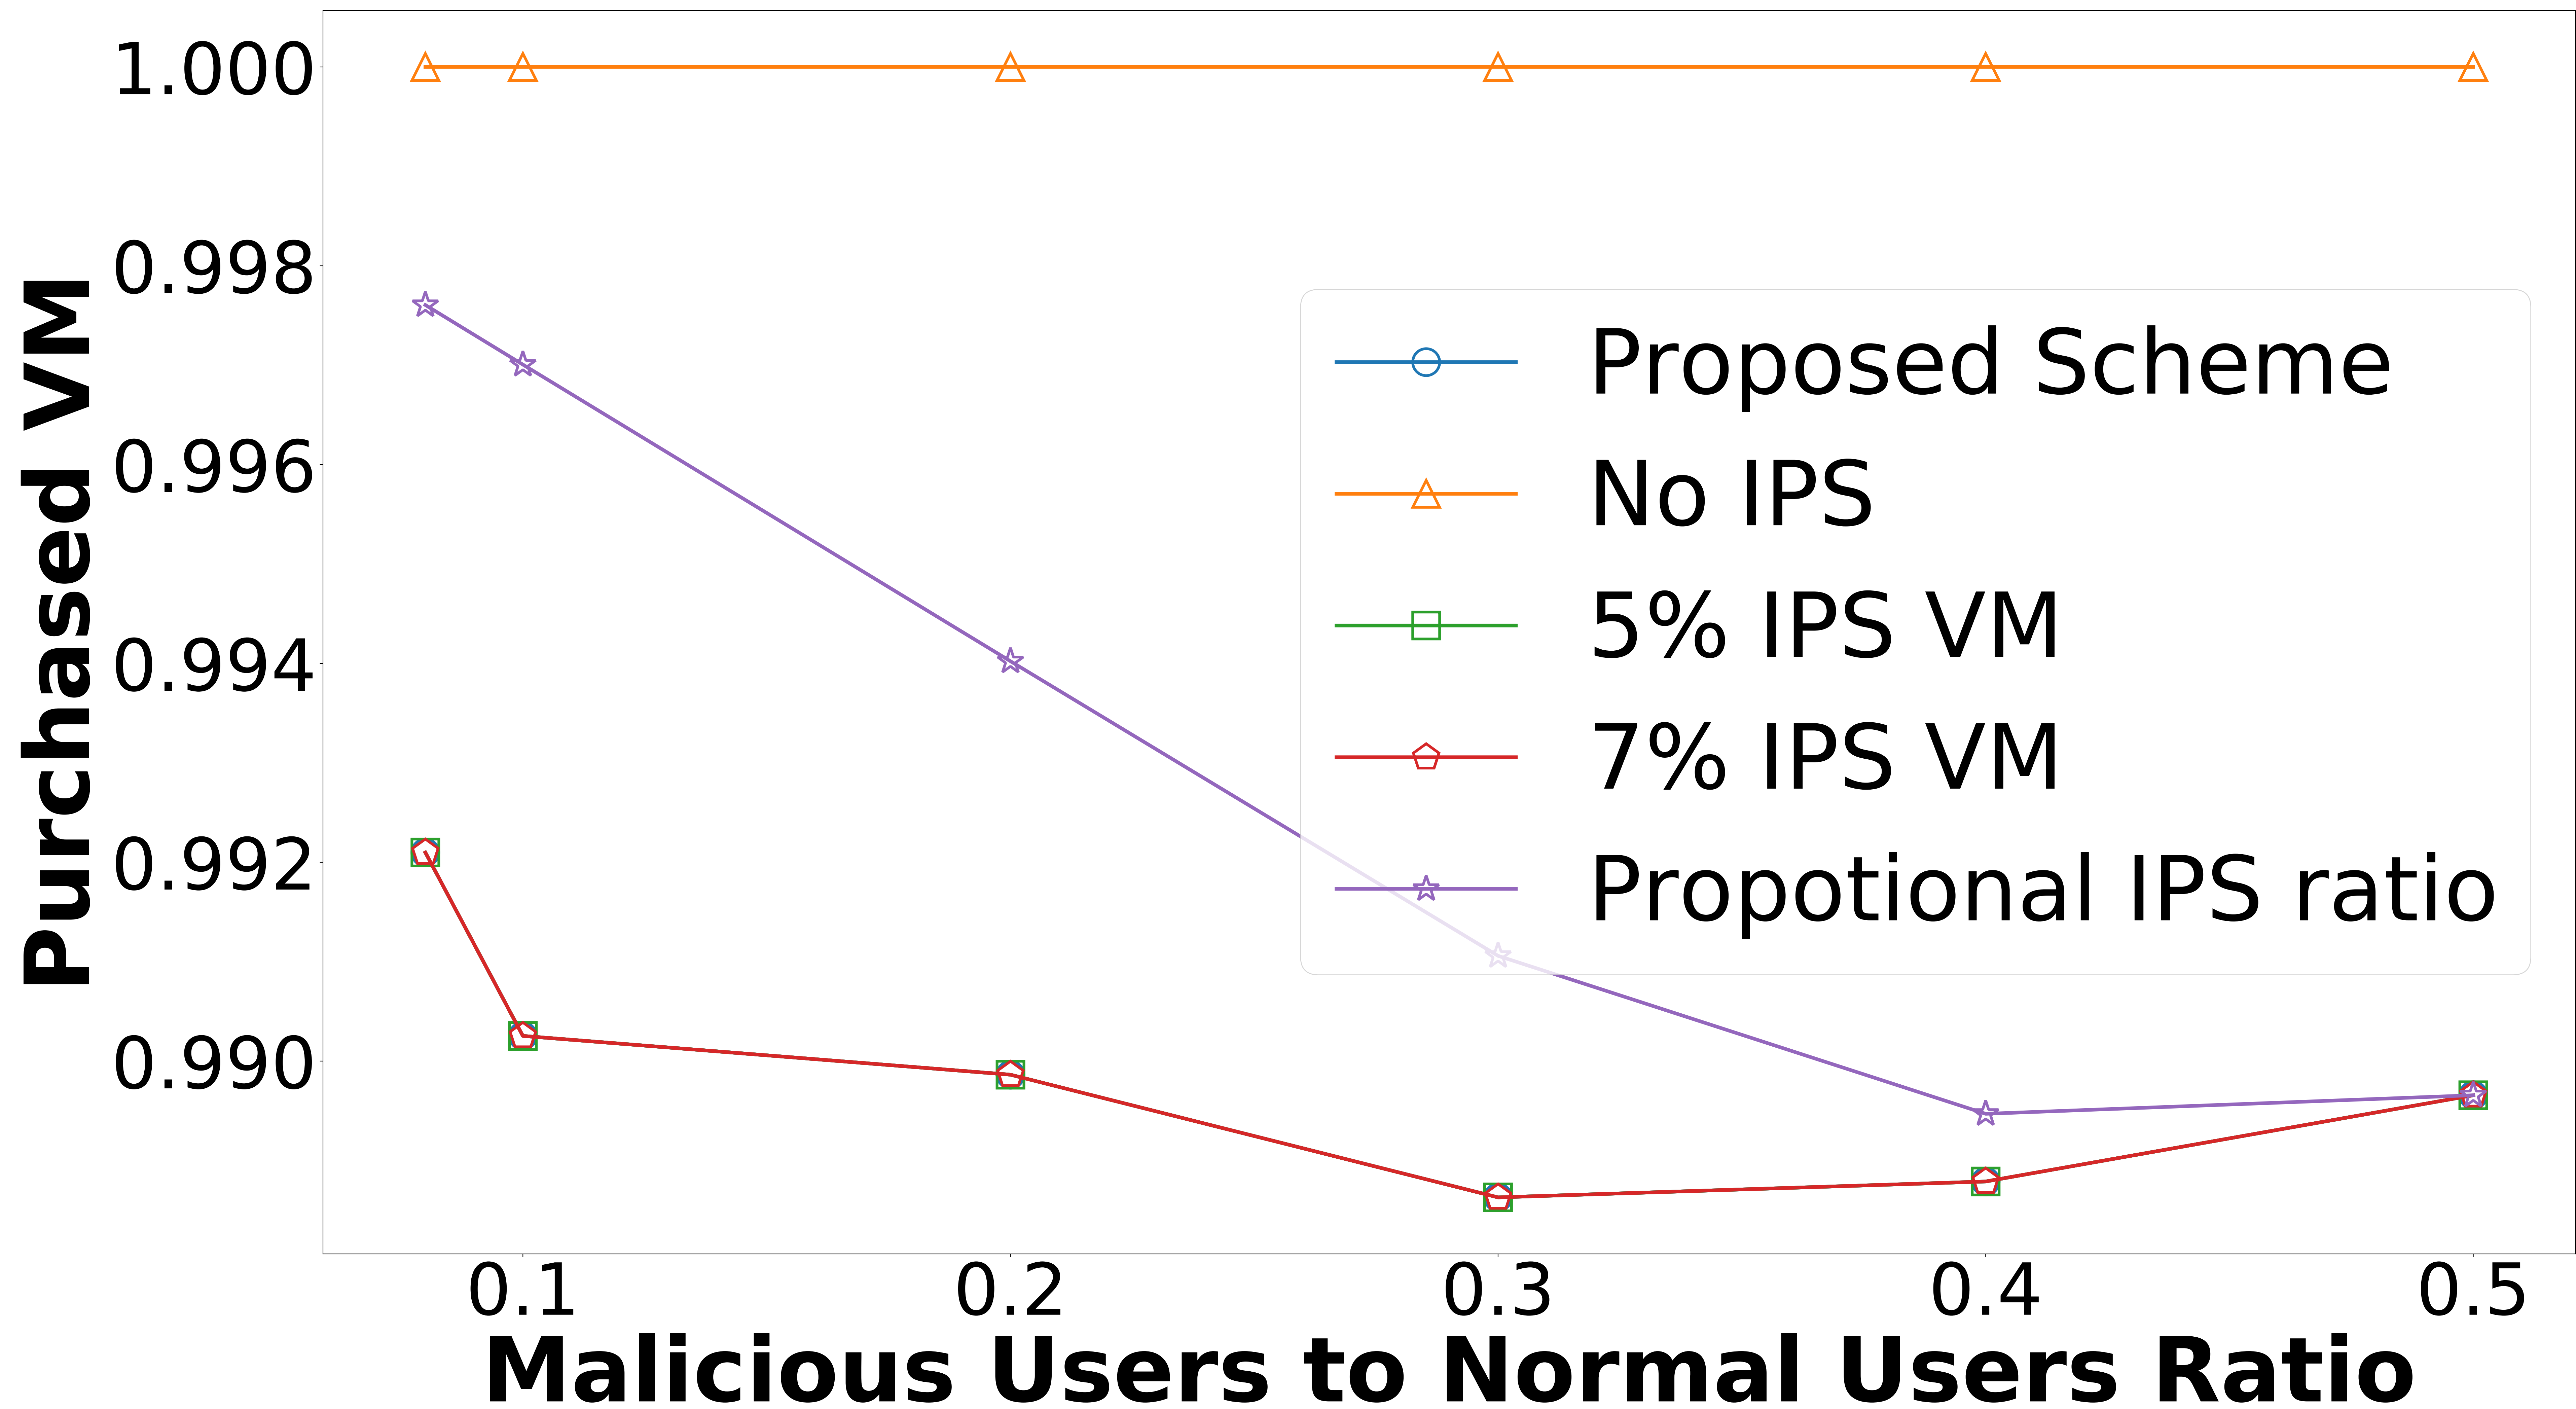 Purchased VM
1.000
0.998
0.996
0.994
0.992
0.990
Proposed Scheme
No IPS
5% IPS VM
7% IPS VM
Propotional IPS ratio
0.1 0.2 0.3 0.4 0.5
Malicious Users to Normal Users Ratio